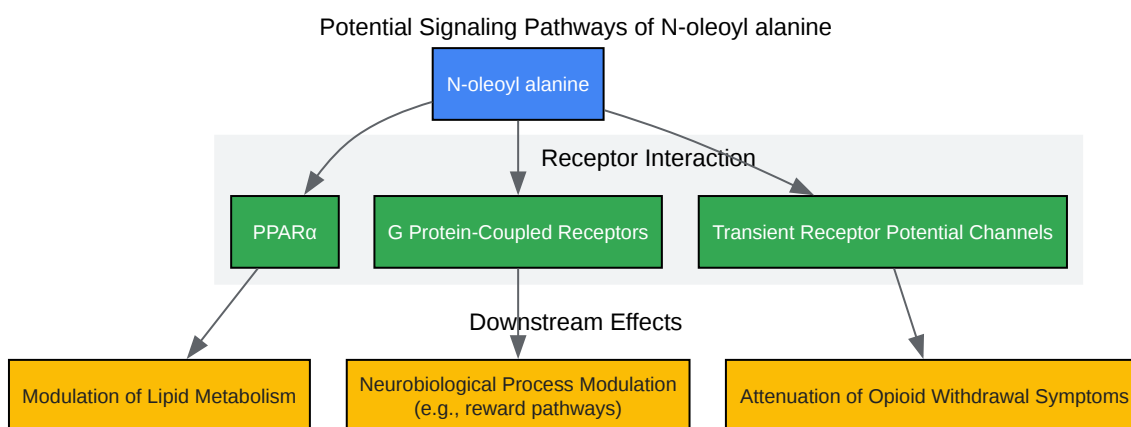 Potential Signaling Pathways of N-oleoyl alanine
N-oleoyl alanine
Receptor Interaction
PPARα
G Protein-Coupled Receptors
Transient Receptor Potential Channels
Downstream Effects
Modulation of Lipid Metabolism
Neurobiological Process Modulation
(e.g., reward pathways)
Attenuation of Opioid Withdrawal Symptoms